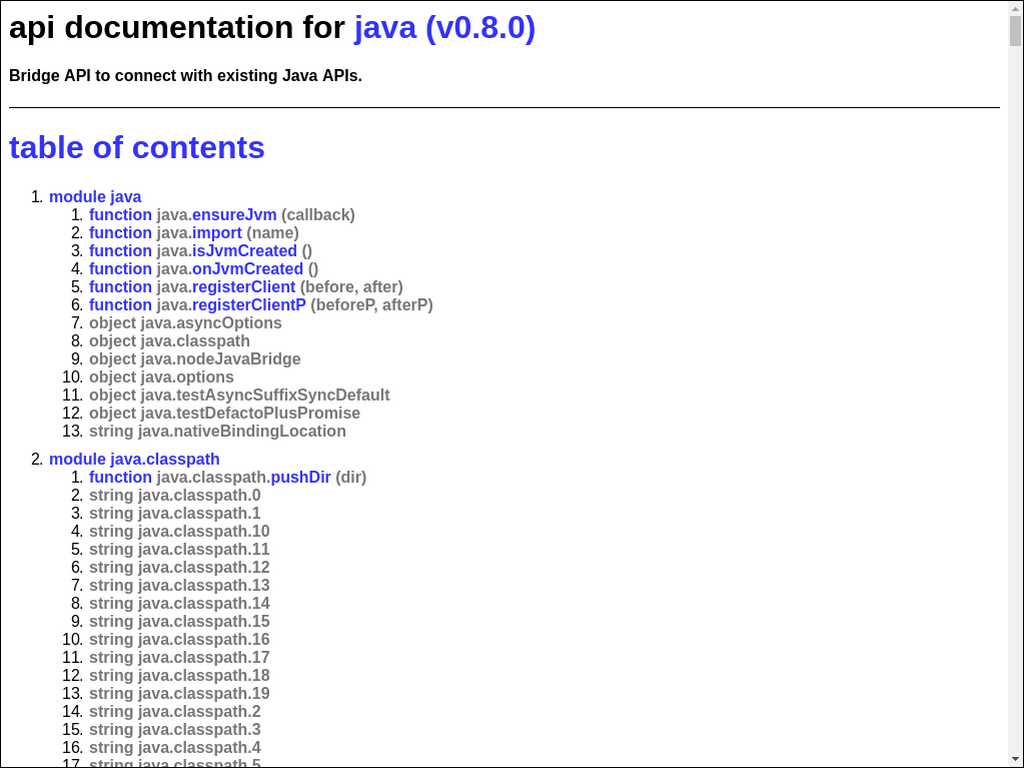 api documentation for java (v0.8.0)
Bridge API to connect with existing Java APIs.
table of contents
1. module java
1. function java.ensureJvm (callback)
2. function java.import (name)
3. function java.isJvmCreated ()
4. function java.onJvmCreated ()
5. function java.registerClient (before, after)
6. function java.registerClientP (beforeP, afterP)
7. object java.asyncOptions
8. object java.classpath
9. object java.nodeJavaBridge
10. object java.options
11. object java.testAsyncSuffixSyncDefault
12. object java.testDefactoPlusPromise
13. string java.nativeBindingLocation
2. module java.classpath
1. function java.classpath.pushDir (dir)
2. string java.classpath.0
3. string java.classpath.1
4. string java.classpath.10
5. string java.classpath.11
6. string java.classpath.12
7. string java.classpath.13
8. string java.classpath.14
9. string java.classpath.15
10. string java.classpath.16
11. string java.classpath.17
12. string java.classpath.18
13. string java.classpath.19
14. string java.classpath.2
15. string java.classpath.3
16. string java.classpath.4
17. string java.classpath.5